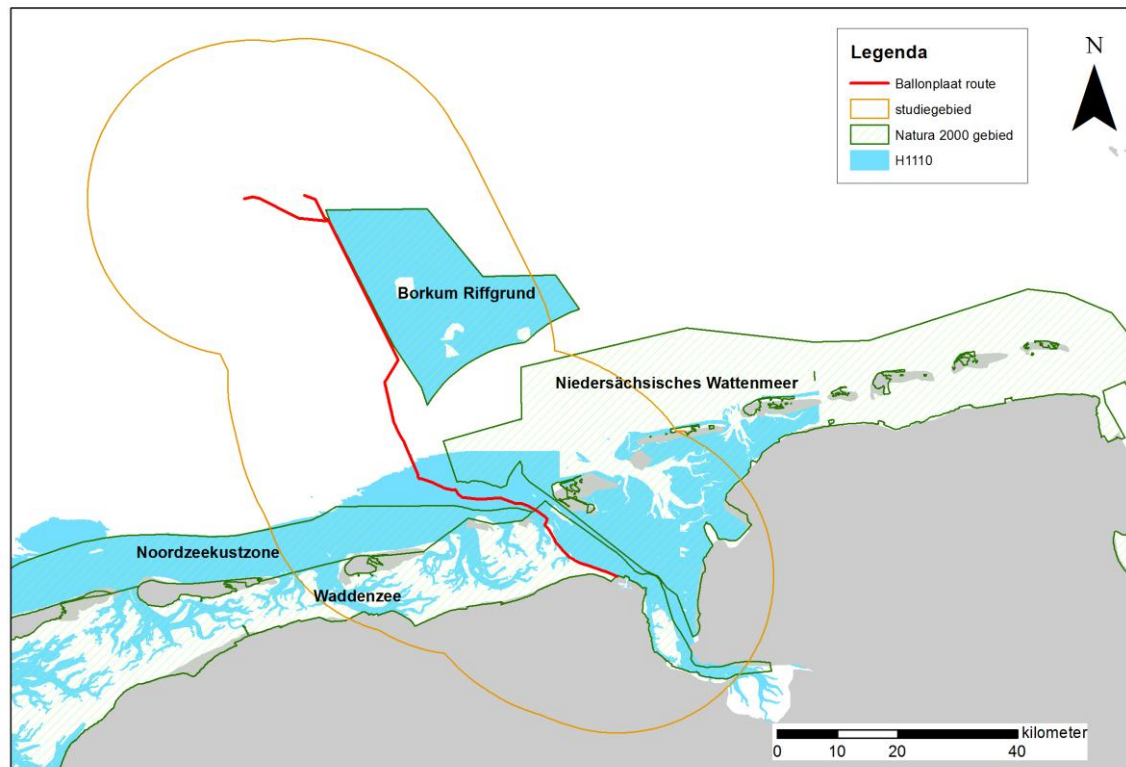 Legenda
Ballonplaat route
studiegebied
Natura 2000 gebied
H1110
N
Borkum Riffgrund
Niedersächsisches Wattenmeer
Noordzeekustzone
Waddenzee
kilometer
0 10 20 40